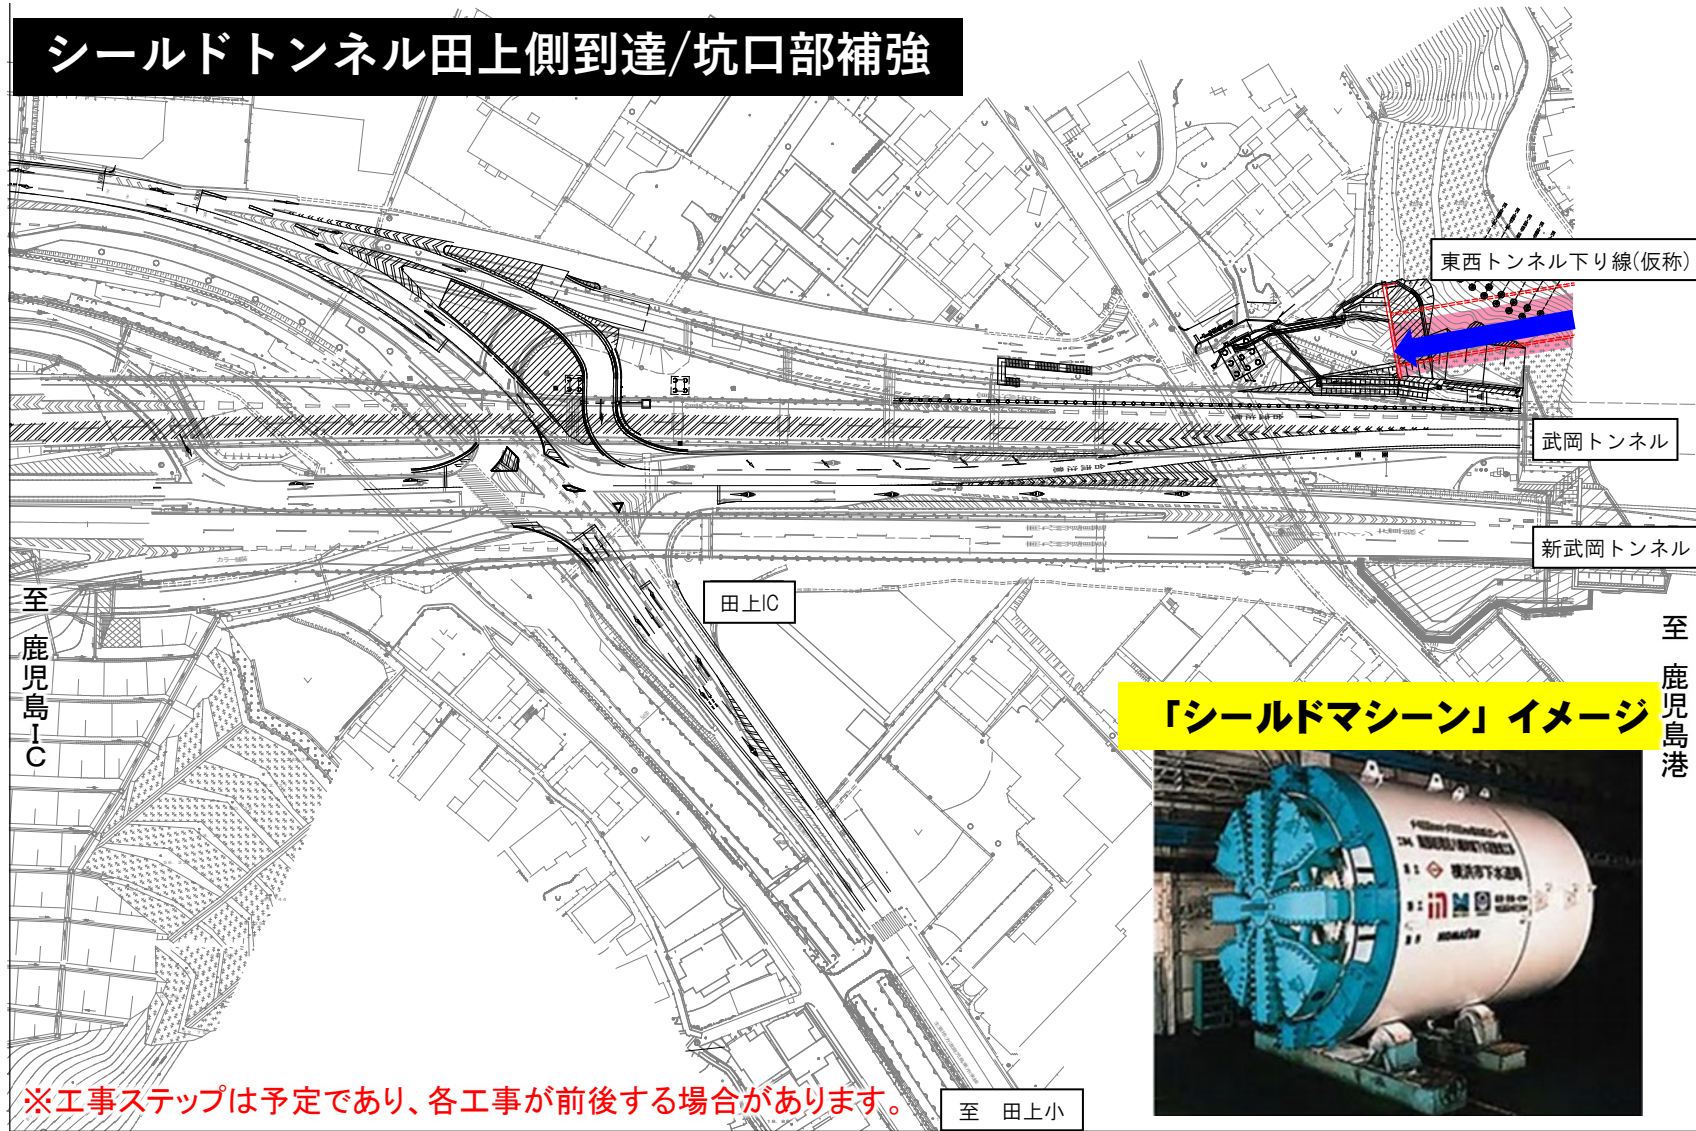 シールドトンネル田上側到達/坑口部補強
東西トンネル下り線(仮称)
武岡トンネル
新武岡トンネル
田上IC
至 鹿児島IC
至 鹿児島港
「シールドマシーン」イメージ
横浜市下水道局
KOMATSU
※工事ステップは予定であり、各工事が前後する場合があります。
至 田上小